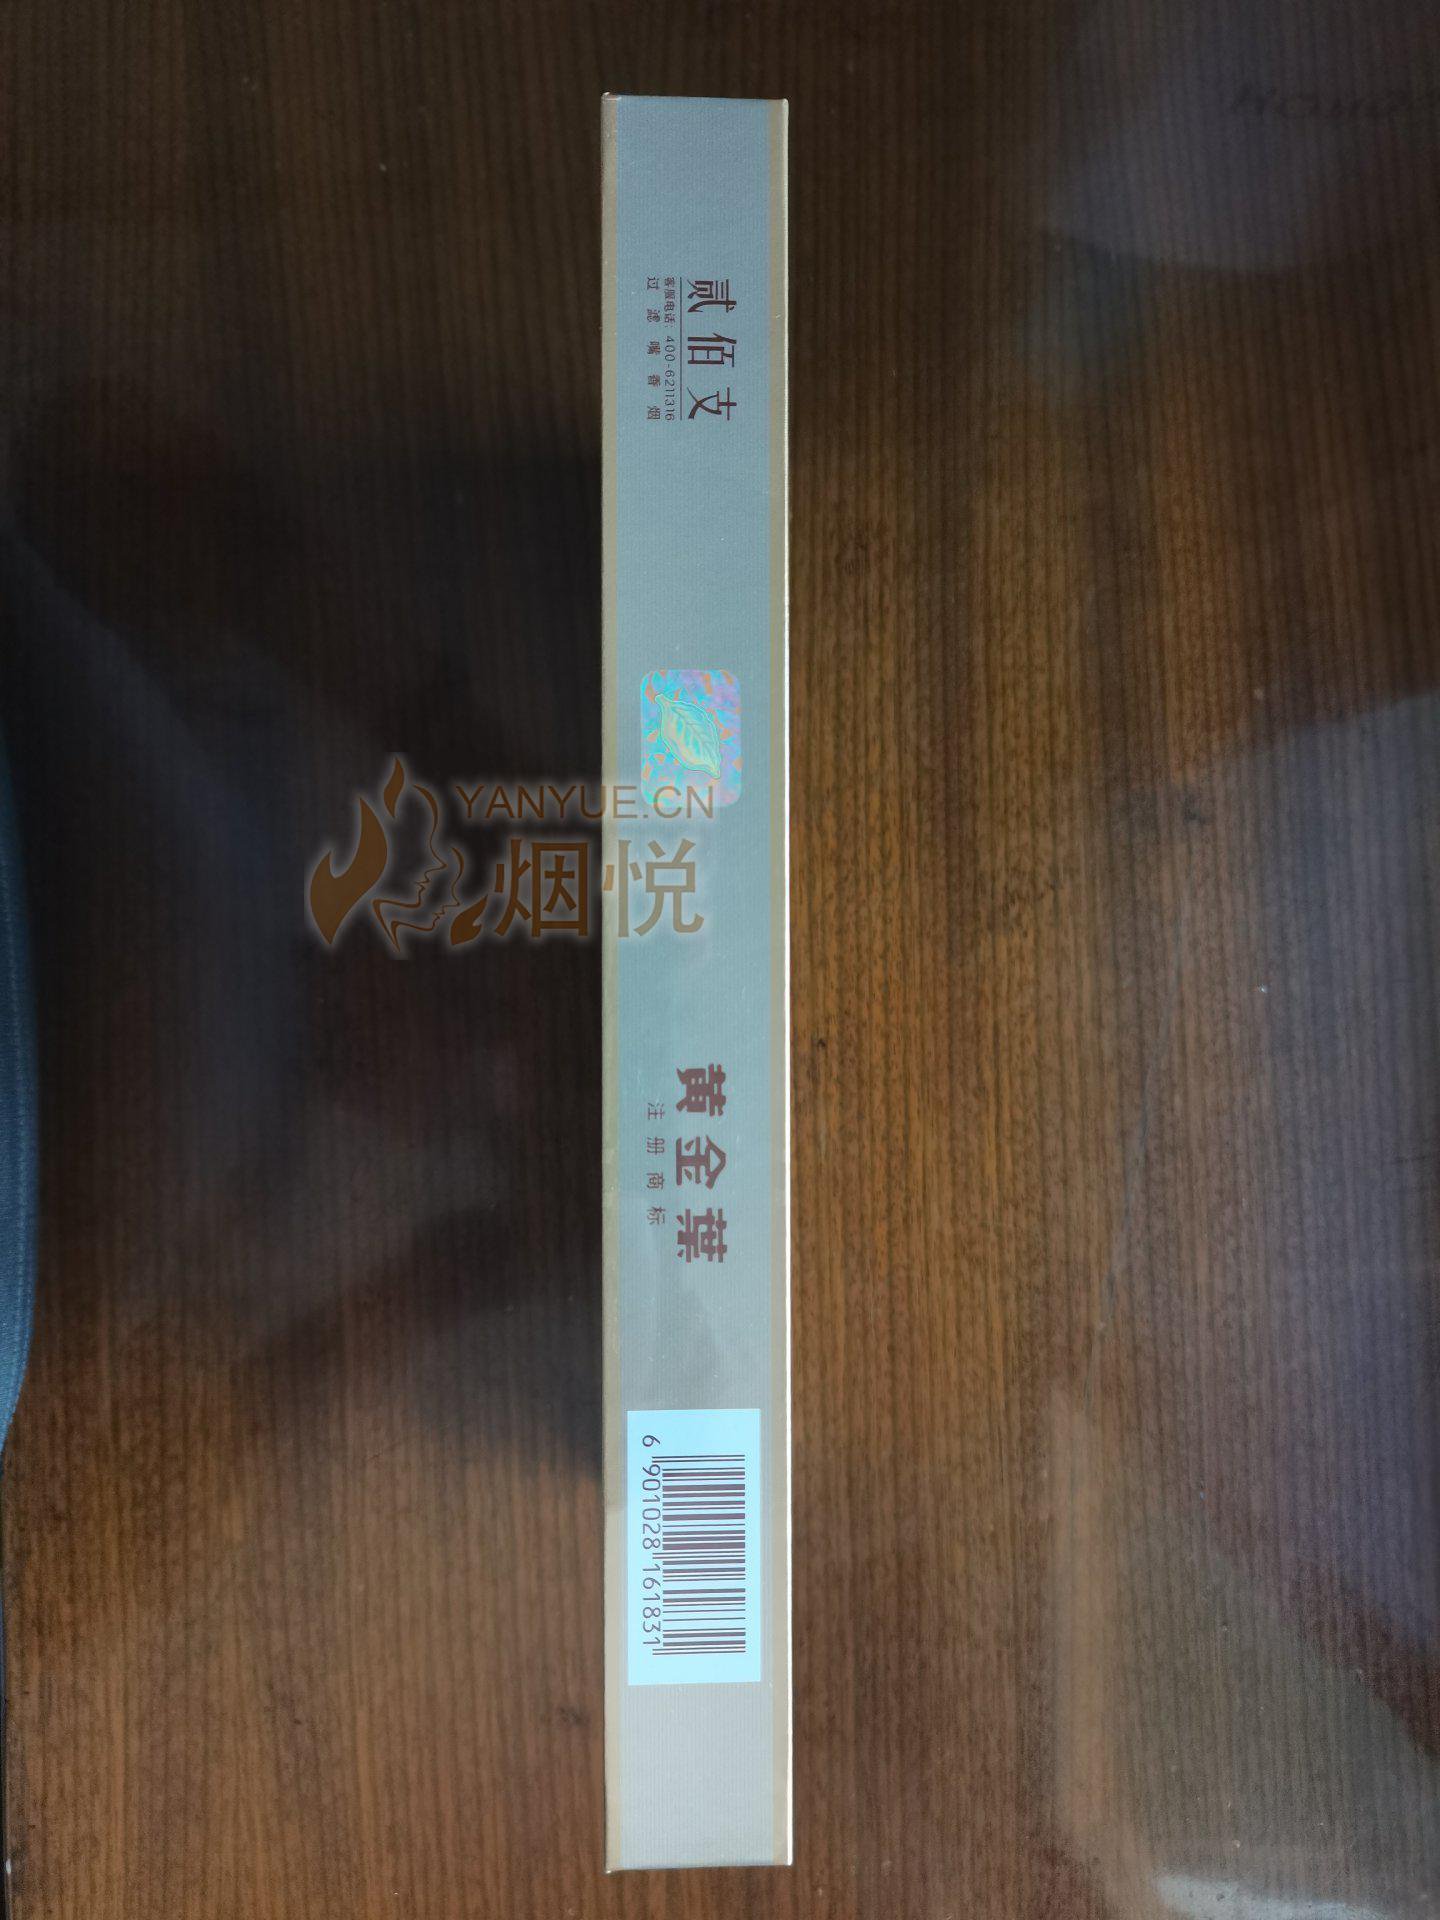 贰佰支
客服电话：400-6211316
过滤嘴香烟
YANYUE.CN
烟悦
黄金葉
注册商标
6 901028 161831